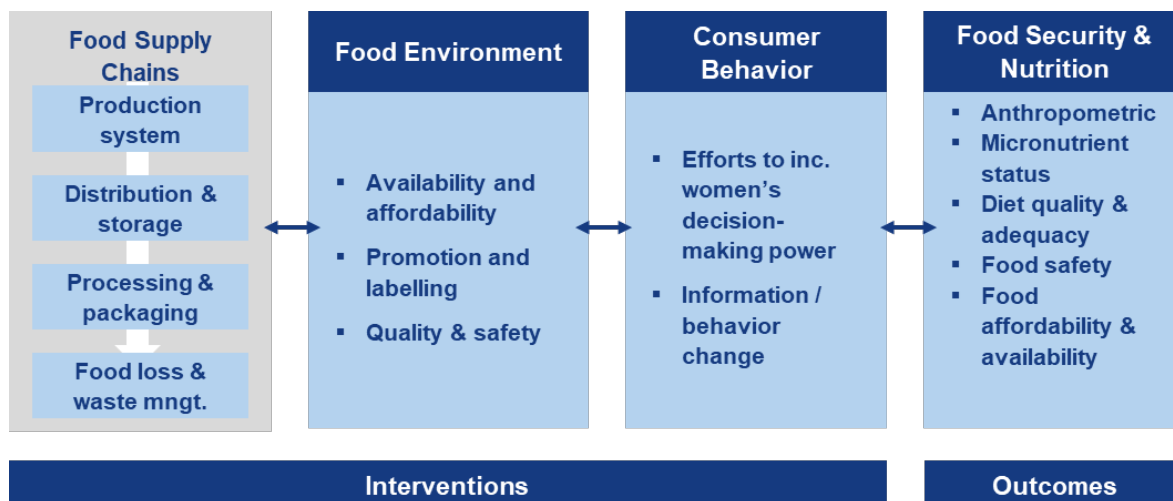 Food Supply
Chains
Production
system
Distribution &
storage
Processing &
packaging
Food loss &
waste mngt.
Food Environment
▪ Availability and
affordability
▪ Promotion and
labelling
▪ Quality & safety
Consumer
Behavior
▪ Efforts to inc.
women’s
decision-
making power
▪ Information /
behavior
change
Food Security &
Nutrition
▪ Anthropometric
▪ Micronutrient
status
▪ Diet quality &
adequacy
▪ Food safety
▪ Food
affordability &
availability
Interventions
Outcomes